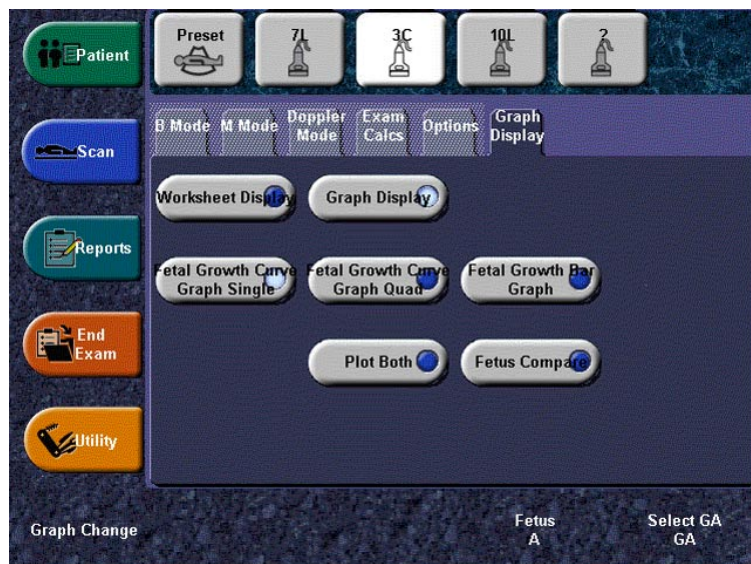 Patient
Preset
7L
3C
10L
?
B Mode
M Mode
Doppler
Mode
Exam
Calcs
Options
Graph
Display
Scan
Worksheet Display
Graph Display
Reports
Fetal Growth Curve
Graph Single
Fetal Growth Curve
Graph Quad
Fetal Growth Bar
Graph
End
Exam
Plot Both
Fetus Compare
Utility
Graph Change
Fetus
A
Select GA
GA